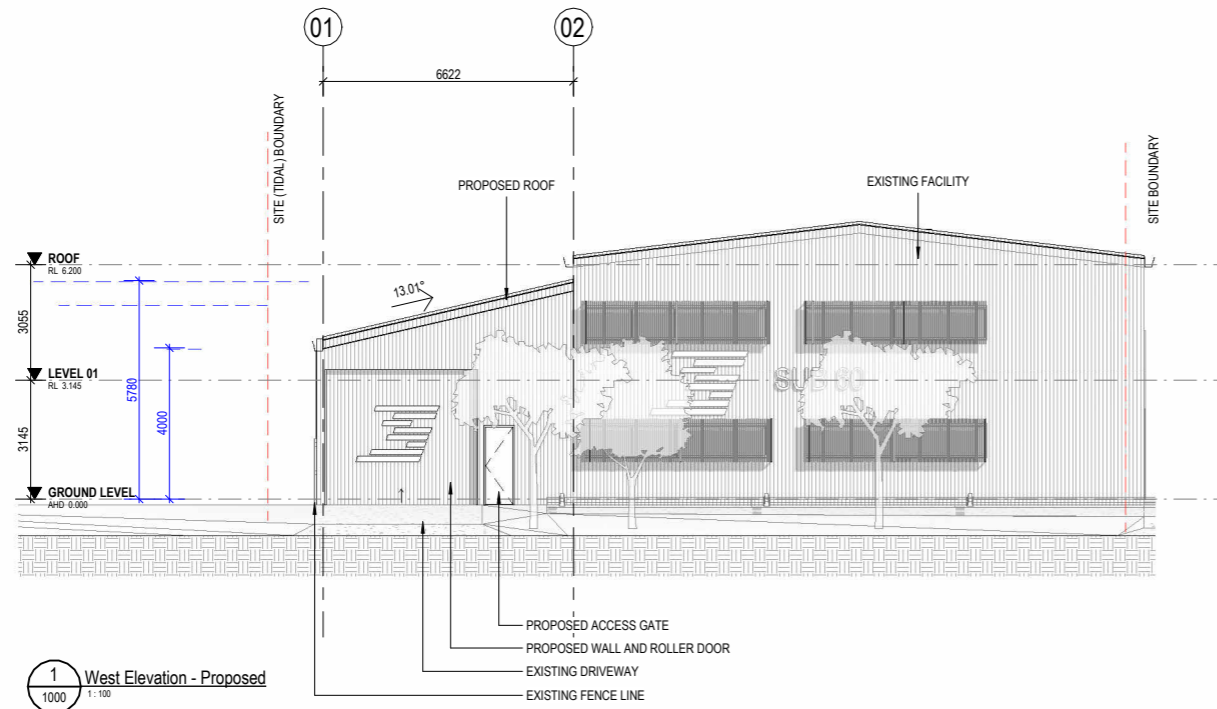 01
02
6622
SITE (TIDAL) BOUNDARY
SITE BOUNDARY
PROPOSED ROOF
EXISTING FACILITY
ROOF
RL 6.200
13.01°
3055
LEVEL 01
RL 3.145
5780
4000
SUB 60
3145
GROUND LEVEL
AHD 0.000
PROPOSED ACCESS GATE
PROPOSED WALL AND ROLLER DOOR
EXISTING DRIVEWAY
EXISTING FENCE LINE
1
1000
West Elevation - Proposed
1 : 100